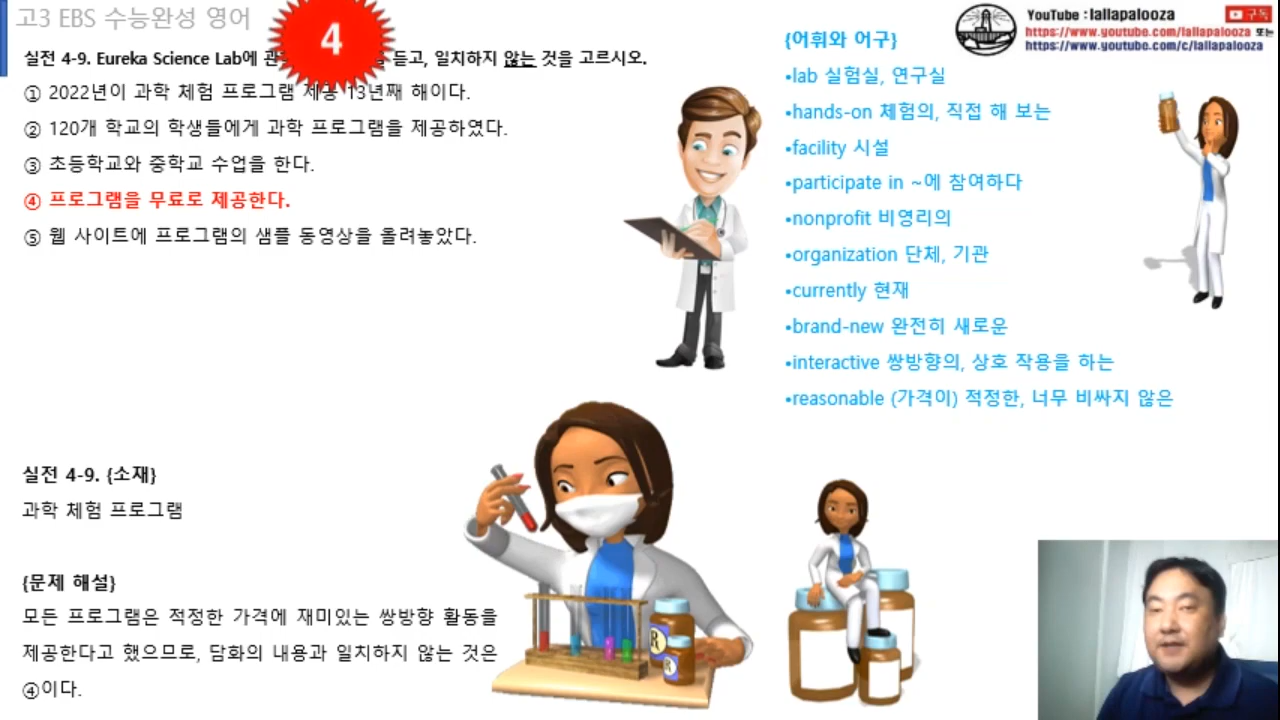 고3 EBS 수능완성 영어
4
실전 4-9. Eureka Science Lab에 관 듣고, 일치하지 않는 것을 고르시오.
① 2022년이 과학 체험 프로그램 제공 13년째 해이다.
② 120개 학교의 학생들에게 과학 프로그램을 제공하였다.
③ 초등학교와 중학교 수업을 한다.
④ 프로그램을 무료로 제공한다.
⑤ 웹 사이트에 프로그램의 샘플 동영상을 올려놓았다.
실전 4-9. {소재}
과학 체험 프로그램
{문제 해설}
모든 프로그램은 적정한 가격에 재미있는 쌍방향 활동을
제공한다고 했으므로, 담화의 내용과 일치하지 않는 것은
④이다.
{어휘와 어구}
•lab 실험실, 연구실
•hands-on 체험의, 직접 해 보는
•facility 시설
•participate in ~에 참여하다
•nonprofit 비영리의
•organization 단체, 기관
•currently 현재
•brand-new 완전히 새로운
•interactive 쌍방향의, 상호 작용을 하는
•reasonable (가격이) 적정한, 너무 비싸지 않은
YouTube : lallapalooza 구독
https://www.youtube.com/lallapalooza 또는
https://www.youtube.com/c/lallapalooza